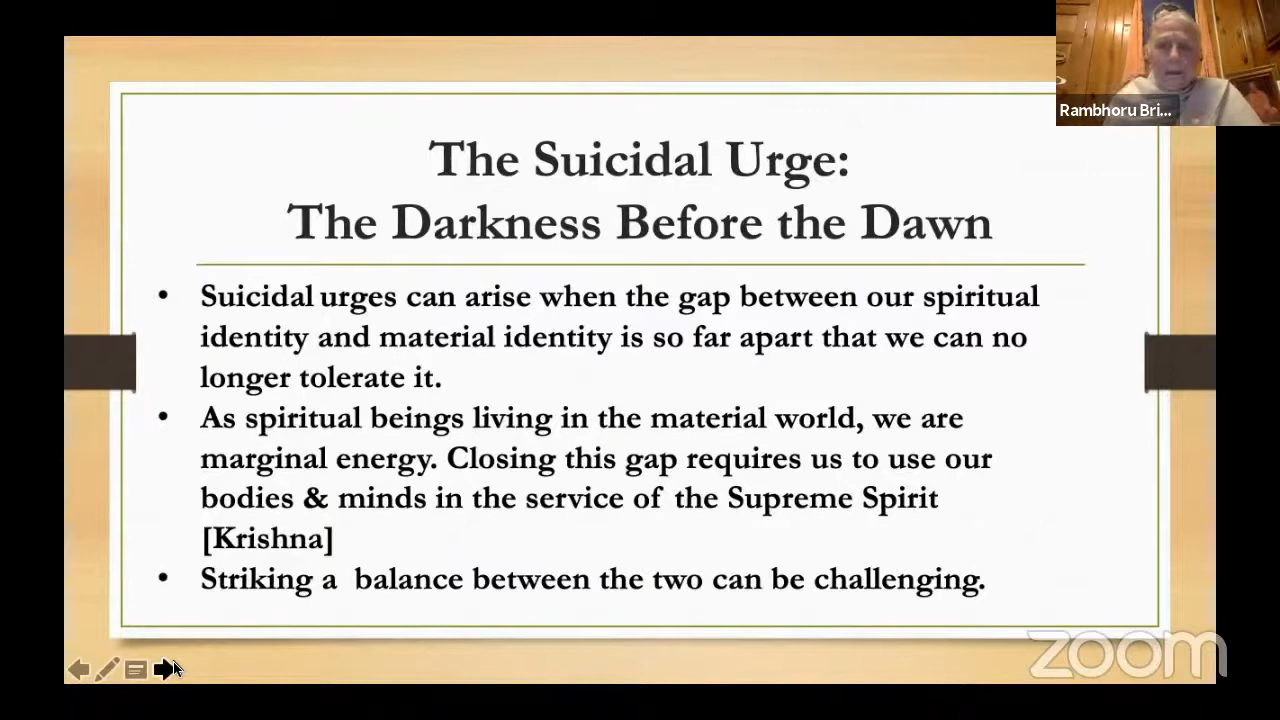 Rambhoru Bri...
The Suicidal Urge:
The Darkness Before the Dawn
• Suicidal urges can arise when the gap between our spiritual
identity and material identity is so far apart that we can no
longer tolerate it.
• As spiritual beings living in the material world, we are
marginal energy. Closing this gap requires us to use our
bodies & minds in the service of the Supreme Spirit
[Krishna]
• Striking a balance between the two can be challenging.
zoom